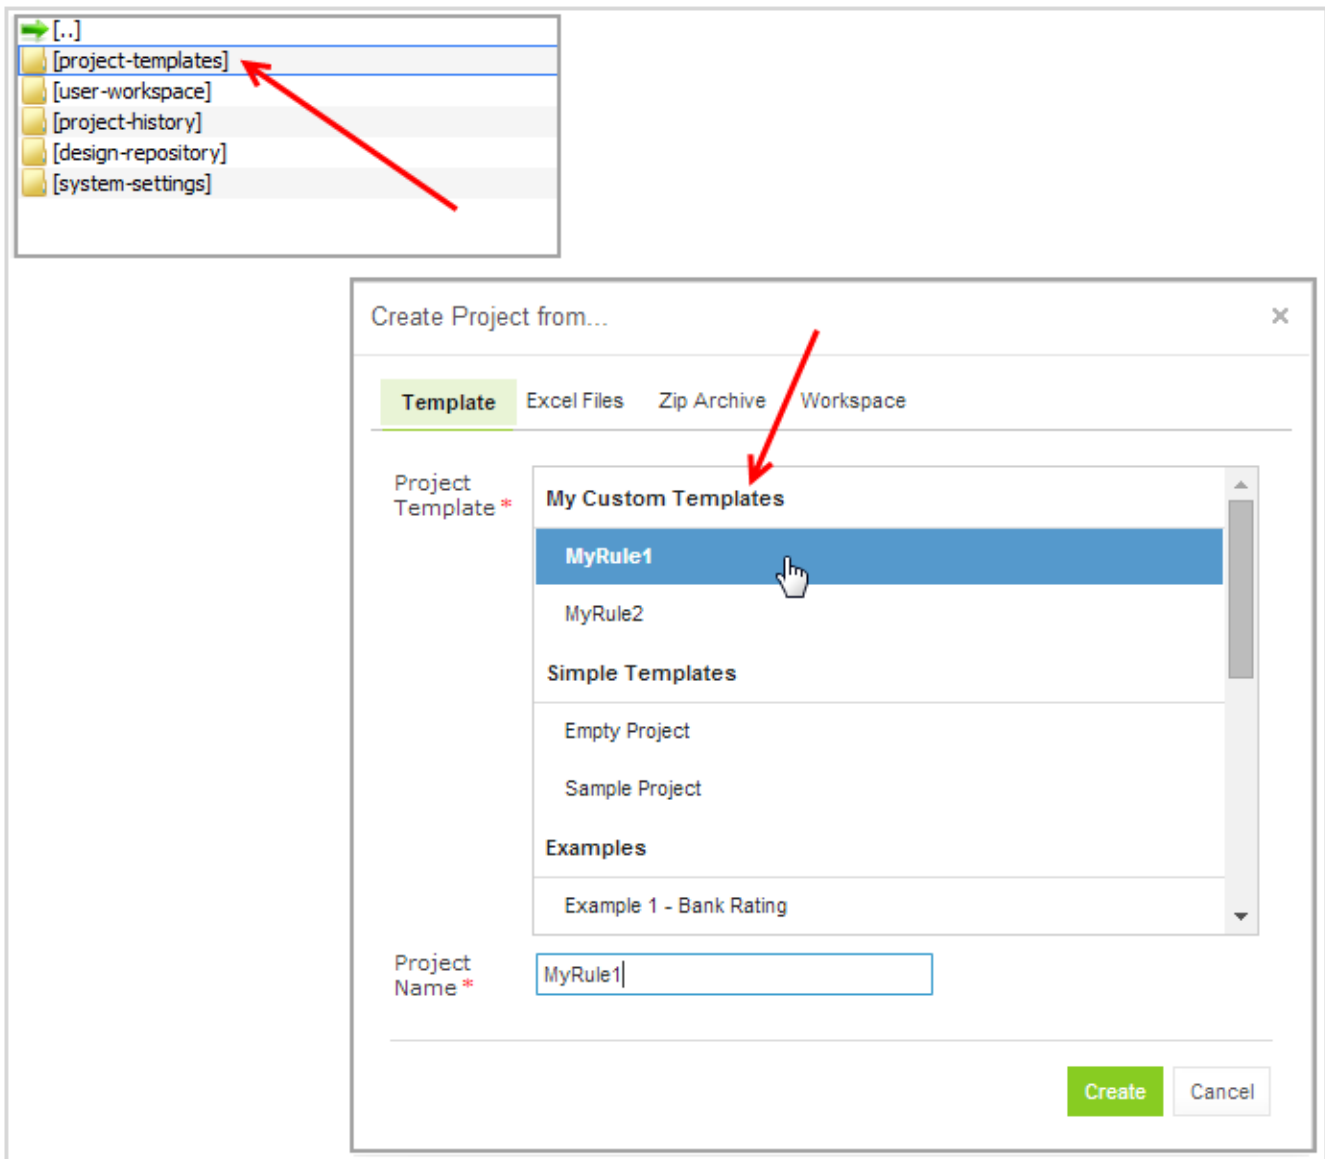 [..]
[project-templates]
[user-workspace]
[project-history]
[design-repository]
[system-settings]
Create Project from...
Template Excel Files Zip Archive Workspace
Project
Template *
My Custom Templates
MyRule1
MyRule2
Simple Templates
Empty Project
Sample Project
Examples
Example 1 - Bank Rating
Project
Name *
MyRule1
Create Cancel